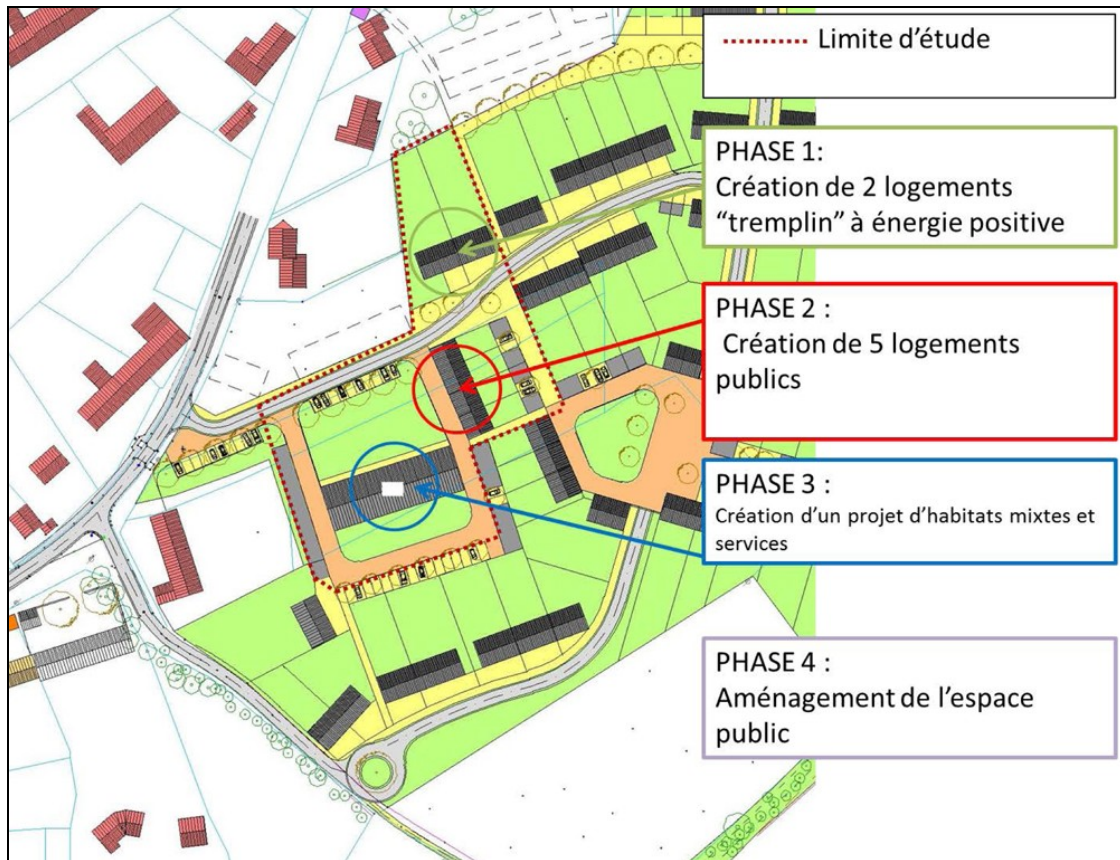 Limite d’étude
PHASE 1:
Création de 2 logements
“tremplin” à énergie positive
PHASE 2 :
Création de 5 logements
publics
PHASE 3 :
Création d’un projet d’habitats mixtes et
services
PHASE 4 :
Aménagement de l’espace
public